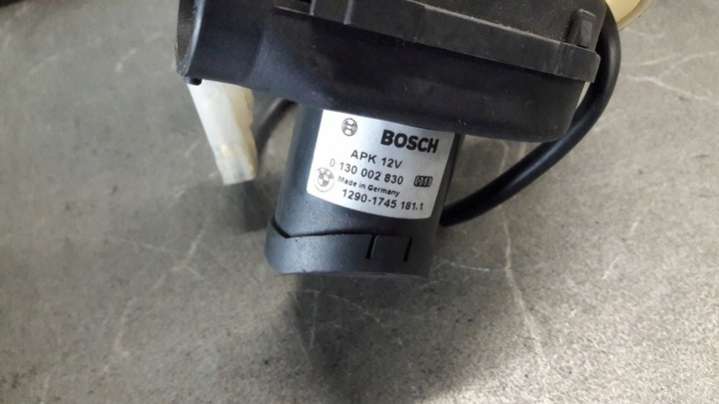 BOSCH
APK 12V
0 130 002 830
Made in Germany
1290-1745 181.1